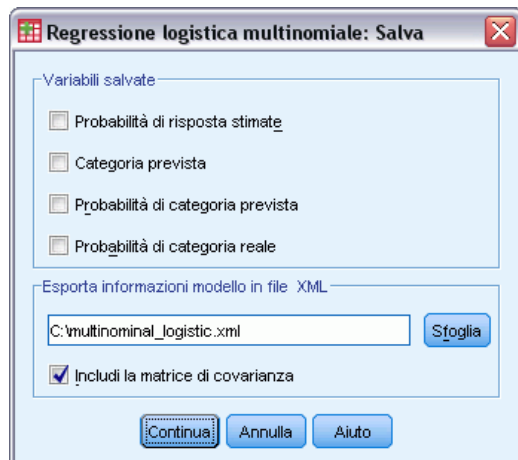 Regressione logistica multinomiale: Salva
Variabili salvate
Probabilità di risposta stimate
Categoria prevista
Probabilità di categoria prevista
Probabilità di categoria reale
Esporta informazioni modello in file XML
C:\multinominal_logistic.xml
Sfoglia
Includi la matrice di covarianza
Continua Annulla Aiuto